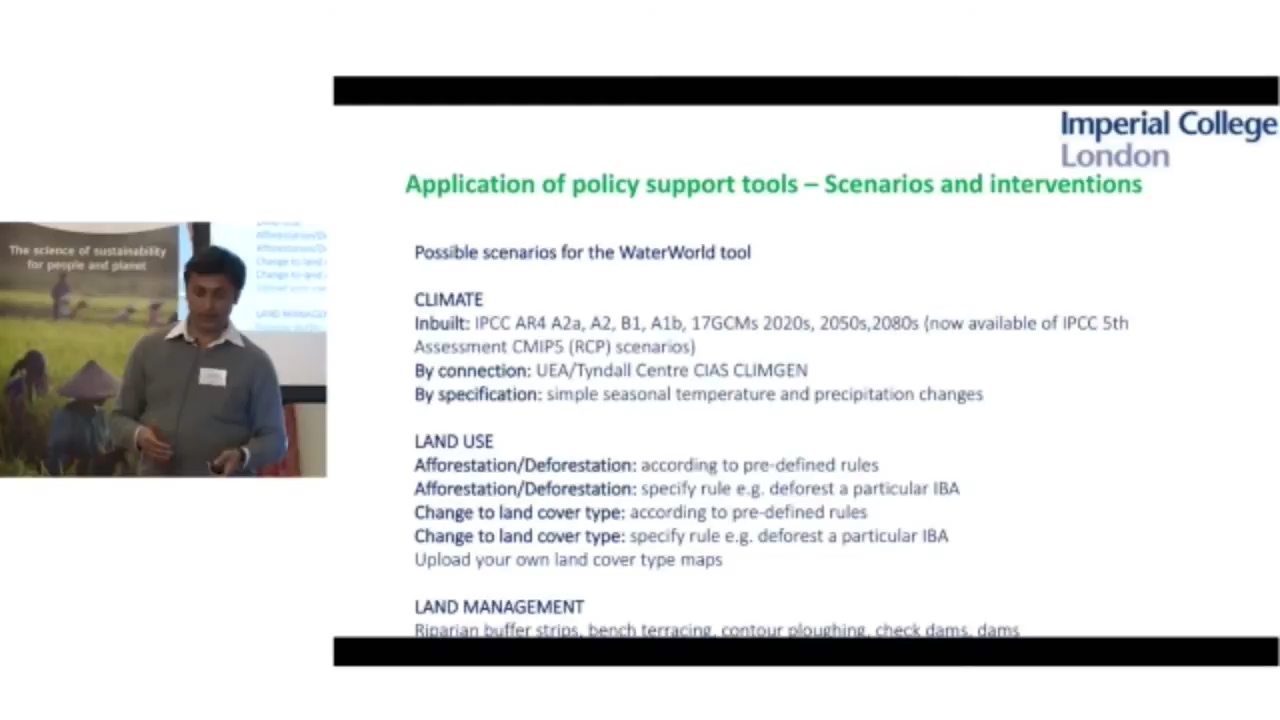 The science of sustainability
for people and planet
LAND MANAGEMENT
Imperial College
London
Application of policy support tools – Scenarios and interventions
Possible scenarios for the WaterWorld tool
CLIMATE
Inbuilt: IPCC AR4 A2a, A2, B1, A1b, 17GCMs 2020s, 2050s,2080s (now available of IPCC 5th
Assessment CMIP5 (RCP) scenarios)
By connection: UEA/Tyndall Centre CIAS CLIMGEN
By specification: simple seasonal temperature and precipitation changes
LAND USE
Afforestation/Deforestation: according to pre-defined rules
Afforestation/Deforestation: specify rule e.g. deforest a particular IBA
Change to land cover type: according to pre-defined rules
Change to land cover type: specify rule e.g. deforest a particular IBA
Upload your own land cover type maps
LAND MANAGEMENT
Riparian buffer strips, bench terracing, contour ploughing, check dams, dams